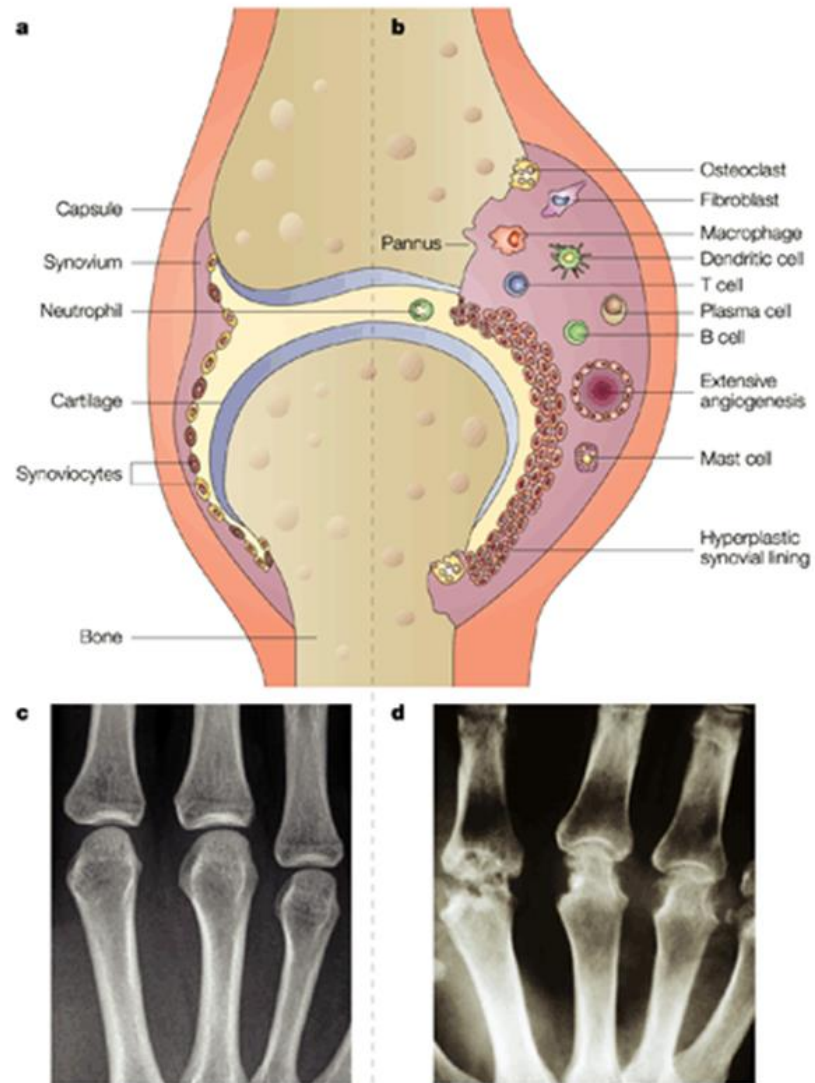 a
b
Capsule
Synovium
Neutrophil
Cartilage
Synoviocytes
Bone
Pannus
Osteoclast
Fibroblast
Macrophage
Dendritic cell
T cell
Plasma cell
B cell
Extensive
angiogenesis
Mast cell
Hyperplastic
synovial lining
c
d